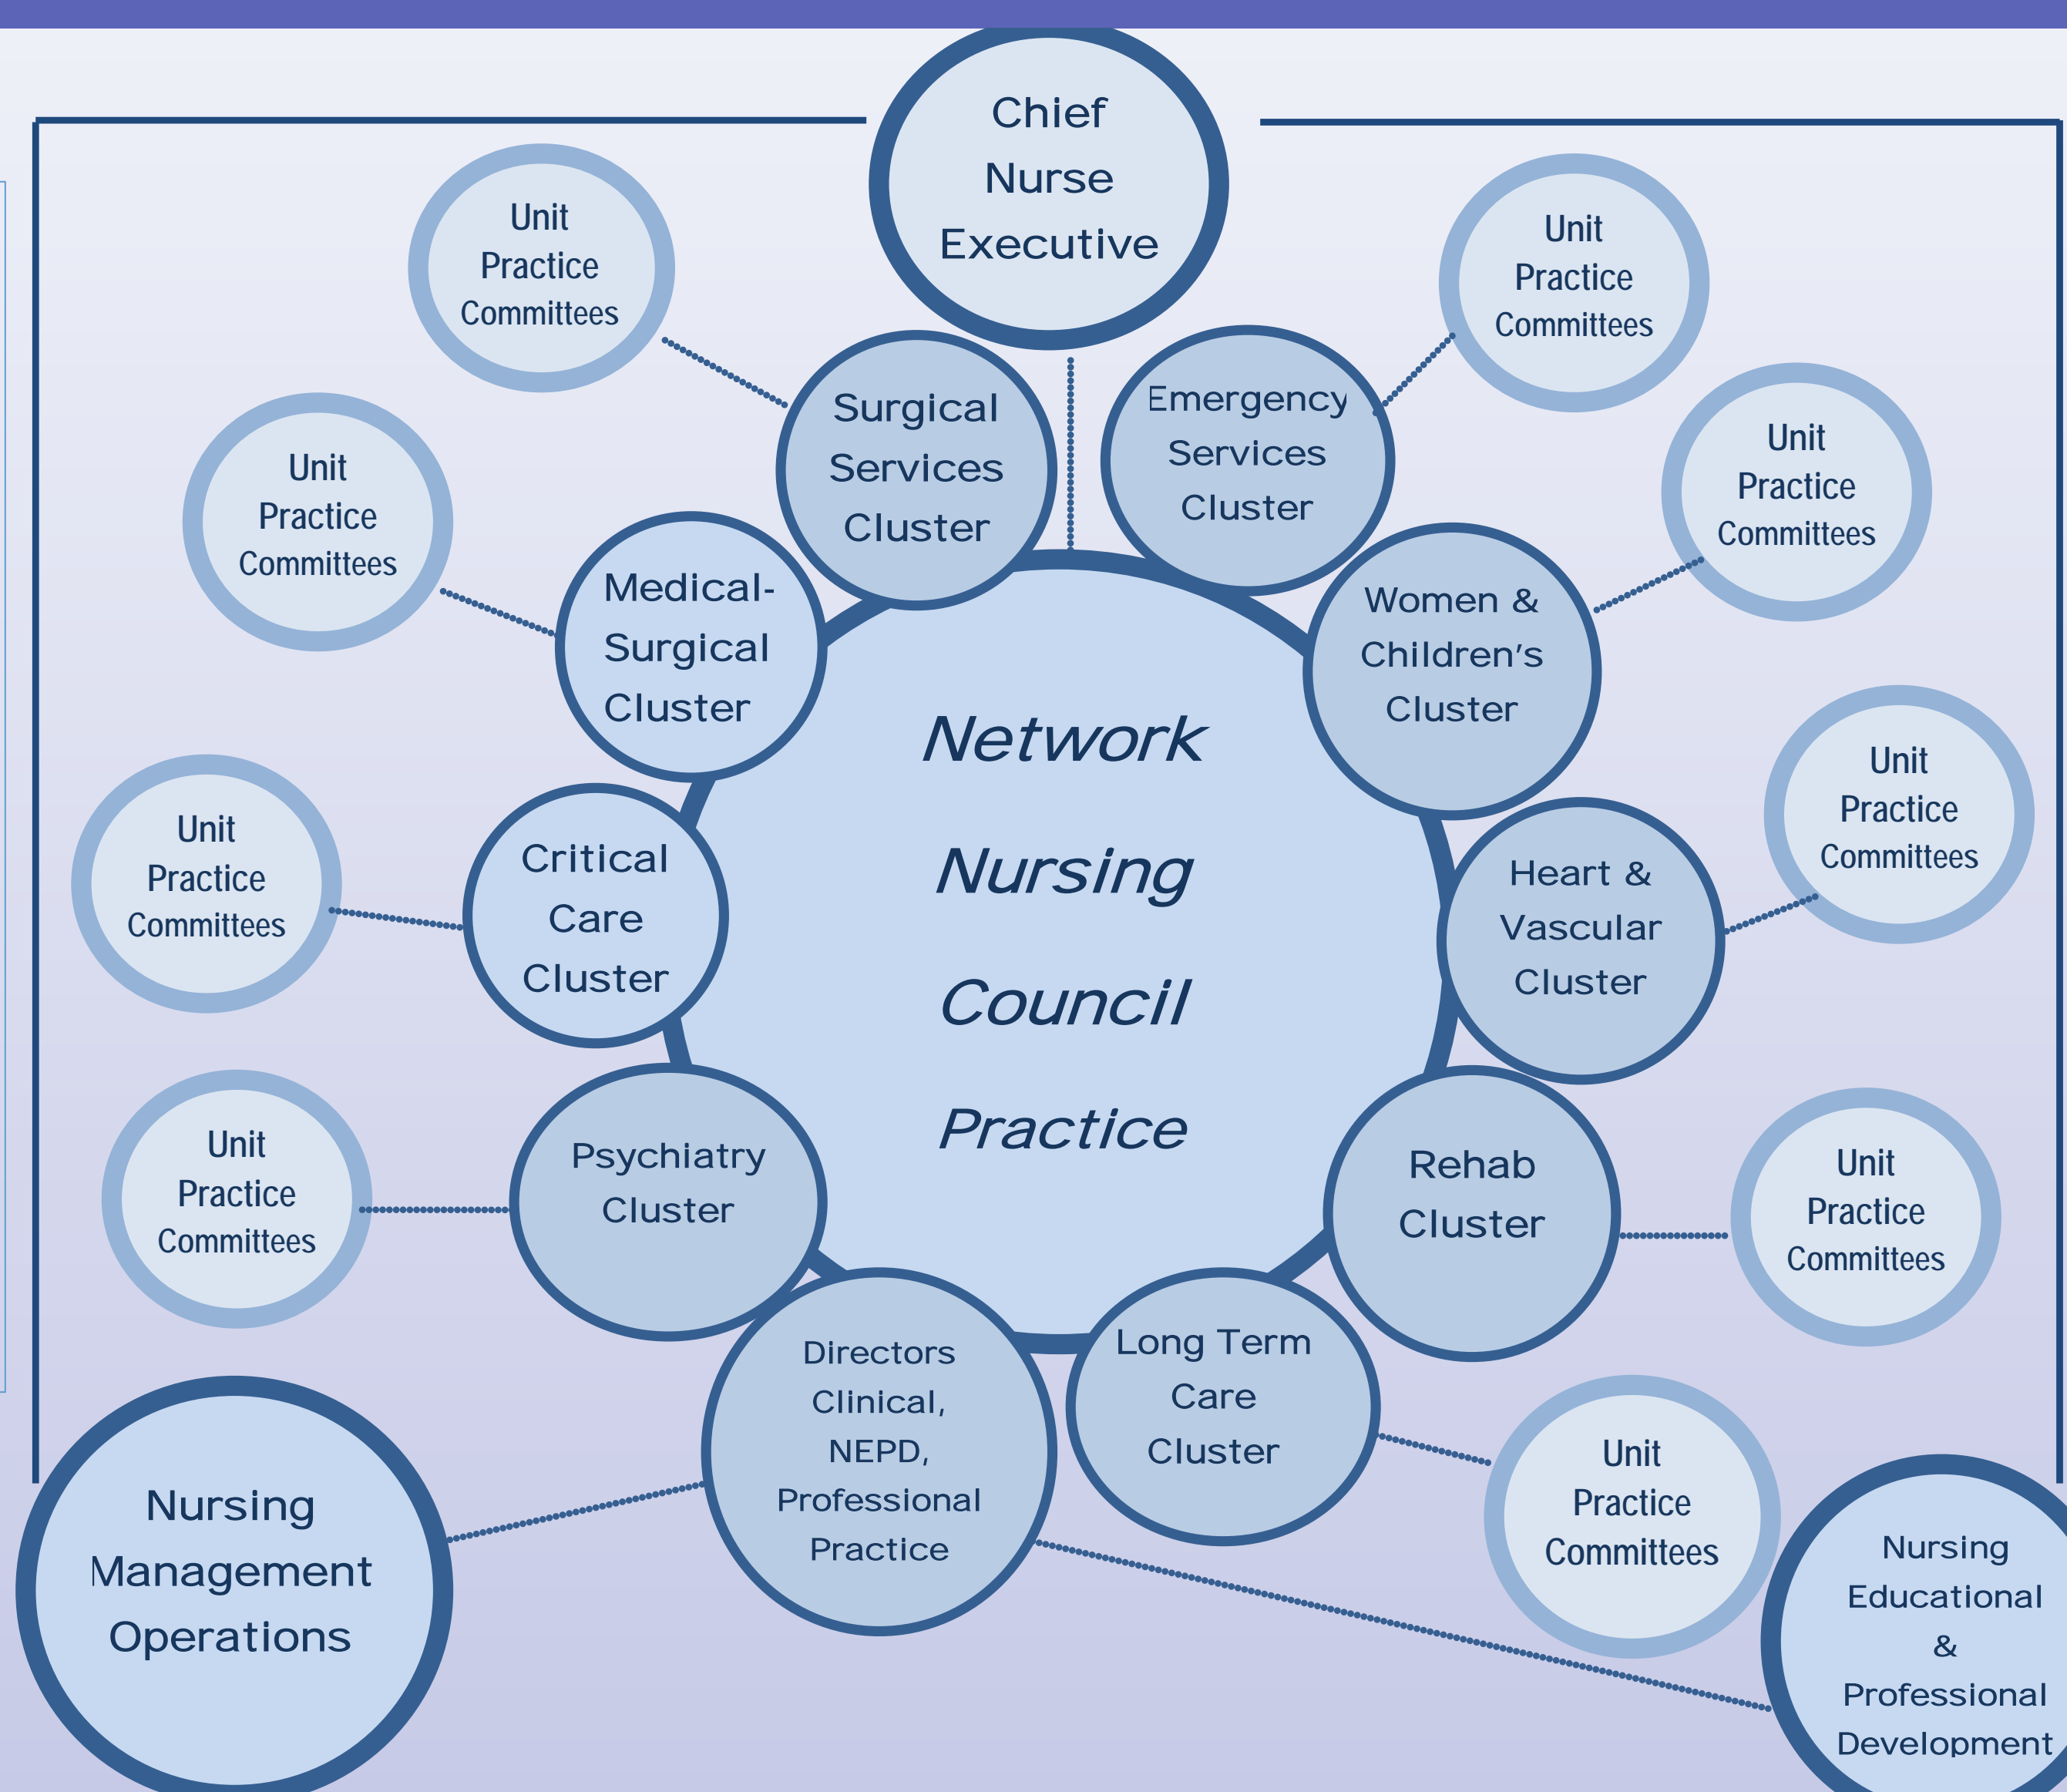 Chief
Nurse
Executive
Unit
Practice
Committees
Unit
Practice
Committees
Surgical
Services
Cluster
Emergency
Services
Cluster
Unit
Practice
Committees
Unit
Practice
Committees
Medical-
Surgical
Cluster
Women &
Children's
Cluster
Network
Nursing
Council
Practice
Unit
Practice
Committees
Critical
Care
Cluster
Heart &
Vascular
Cluster
Unit
Practice
Committees
Unit
Practice
Committees
Psychiatry
Cluster
Rehab
Cluster
Unit
Practice
Committees
Directors
Clinical,
NEPD,
Professional
Practice
Long Term
Care
Cluster
Unit
Practice
Committees
Nursing
Management
Operations
Nursing
Educational
&
Professional
Development